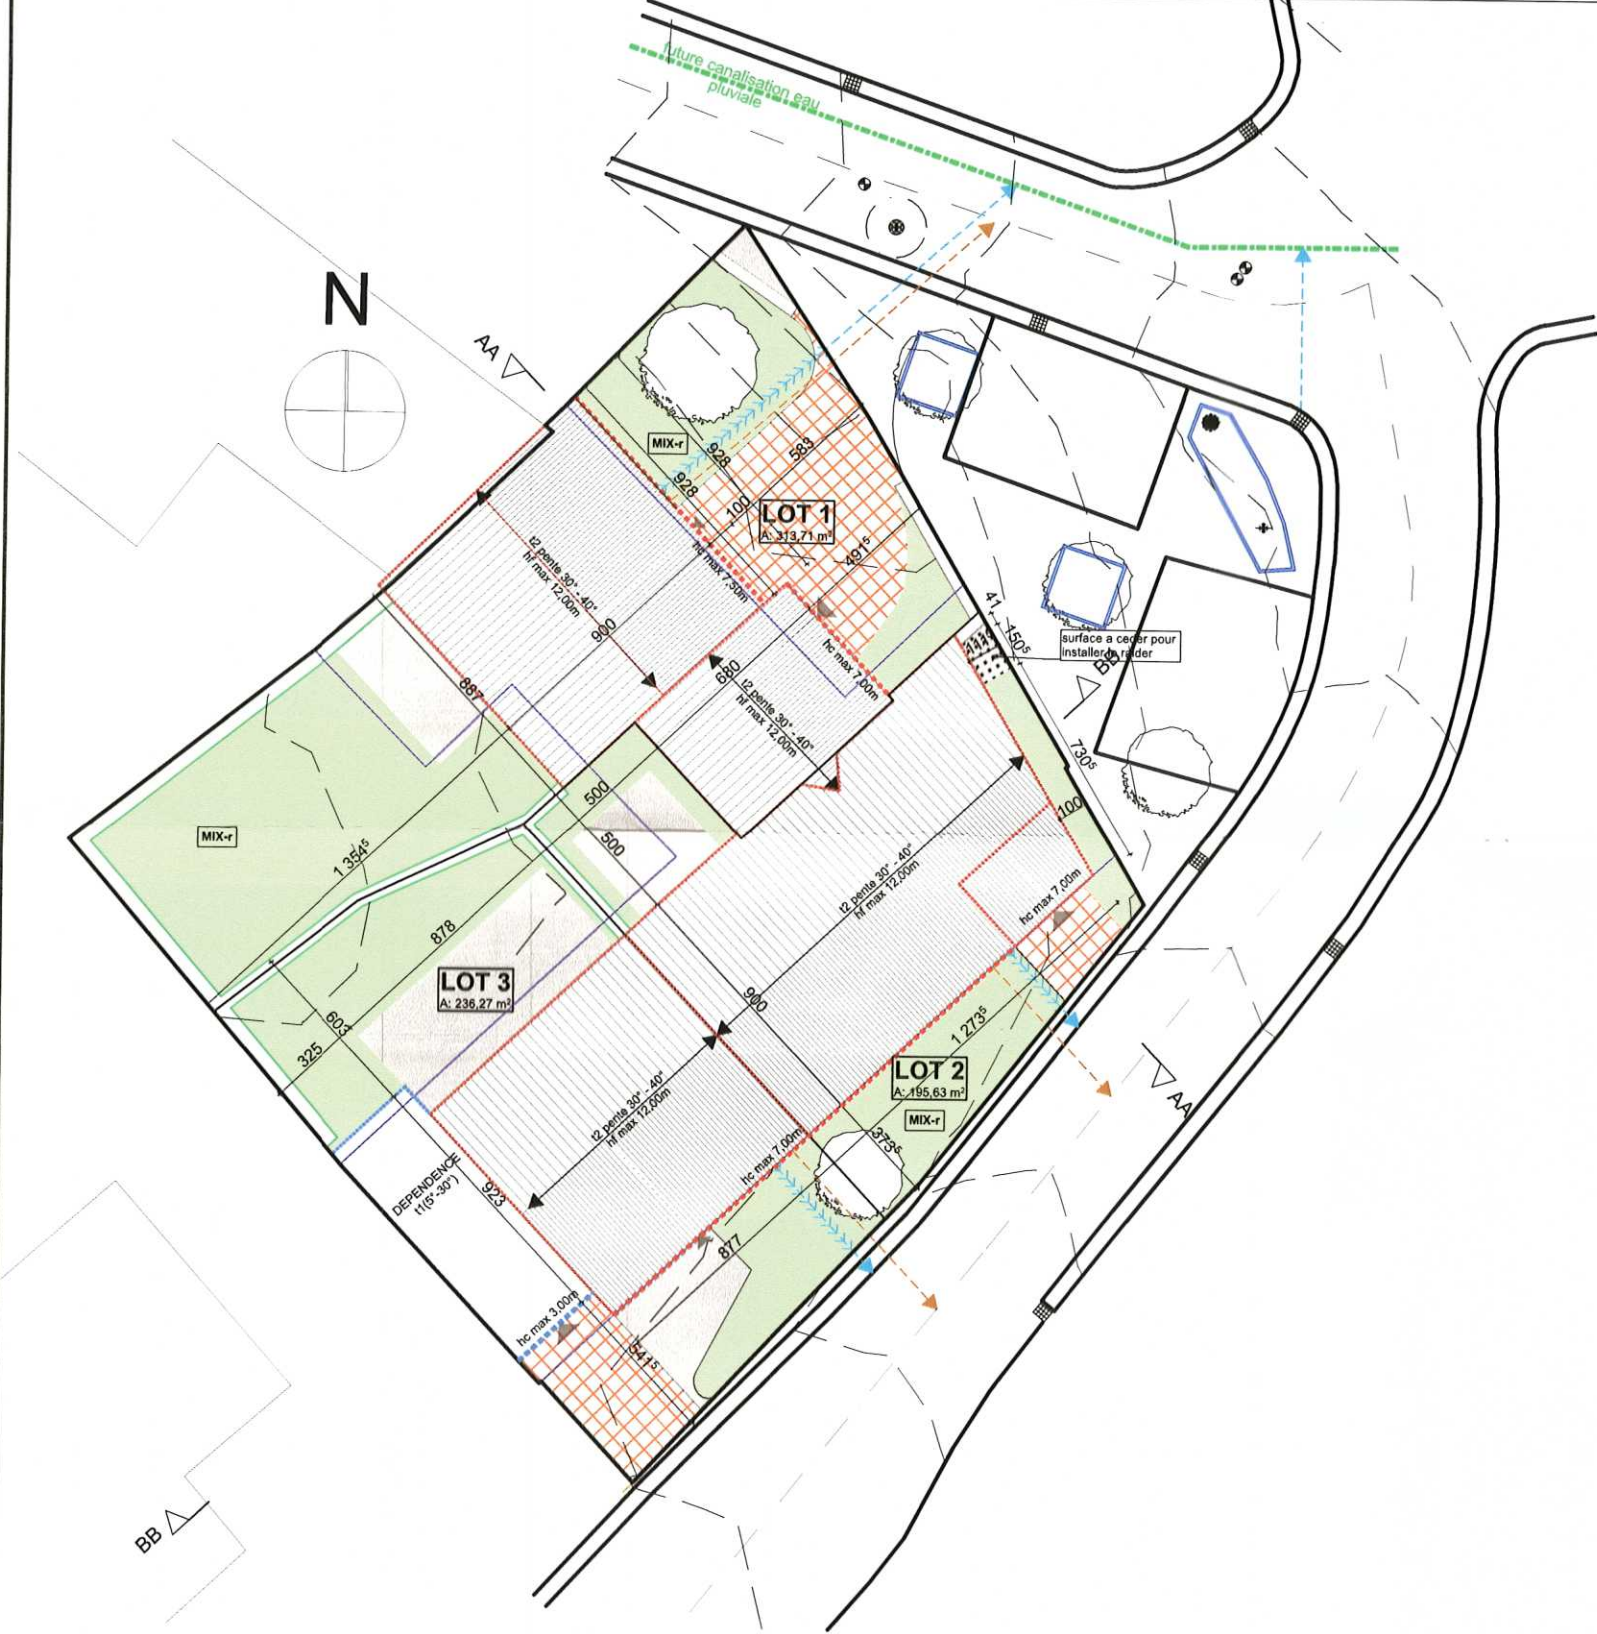 future canalisation eau
pluviale
N
AA
MIX-r
928
928
583
100
LOT 1
A: 313,71 m²
491⁵
hc max 7,50m
t2 pente 30° - 40°
hf max 12,00m
900
680
hc max 7,00m
t2 pente 30° - 40°
hf max 12,00m
41
150⁵
surface a ceder pour
BB
730⁵
100
887
500
500
MIX-r
1 354⁵
878
t2 pente 30° - 40°
hf max 12,00m
hc max 7,00m
LOT 3
A: 236,27 m²
603
325
900
1 273⁵
LOT 2
A: 195,63 m²
MIX-r
AA
t2 pente 30° - 40°
hf max 12,00m
373⁵
hc max 7,00m
DEPENDENCE
t1(5°-30°)
923
877
hc max 3,00m
541⁵
BB